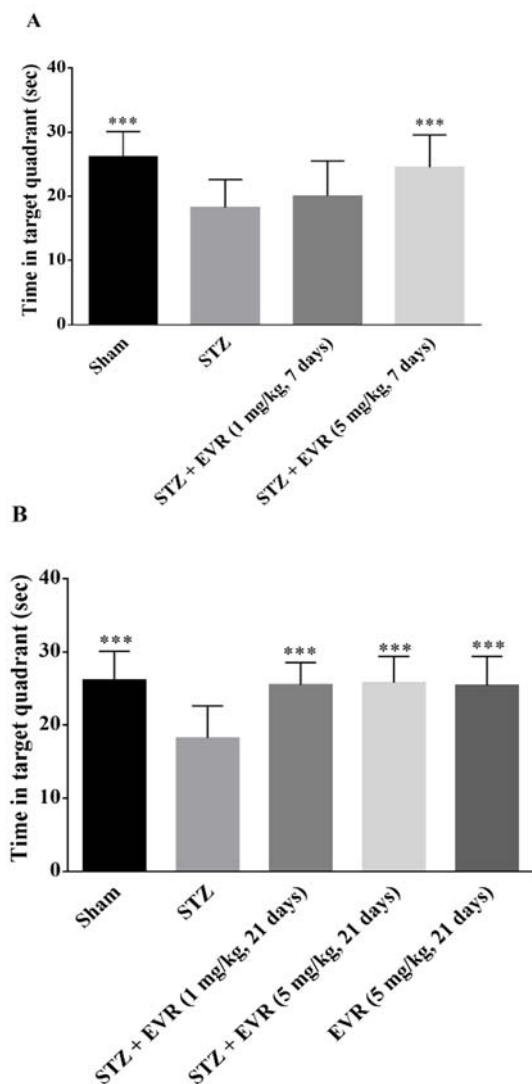 A
Time in target quadrant (sec)
40
30
20
10
0
***
***
Sham
STZ
STZ + EVR (1 mg/kg, 7 days)
STZ + EVR (5 mg/kg, 7 days)
B
Time in target quadrant (sec)
40
30
20
10
0
***
***
***
***
Sham
STZ
STZ + EVR (1 mg/kg, 21 days)
STZ + EVR (5 mg/kg, 21 days)
EVR (5 mg/kg, 21 days)